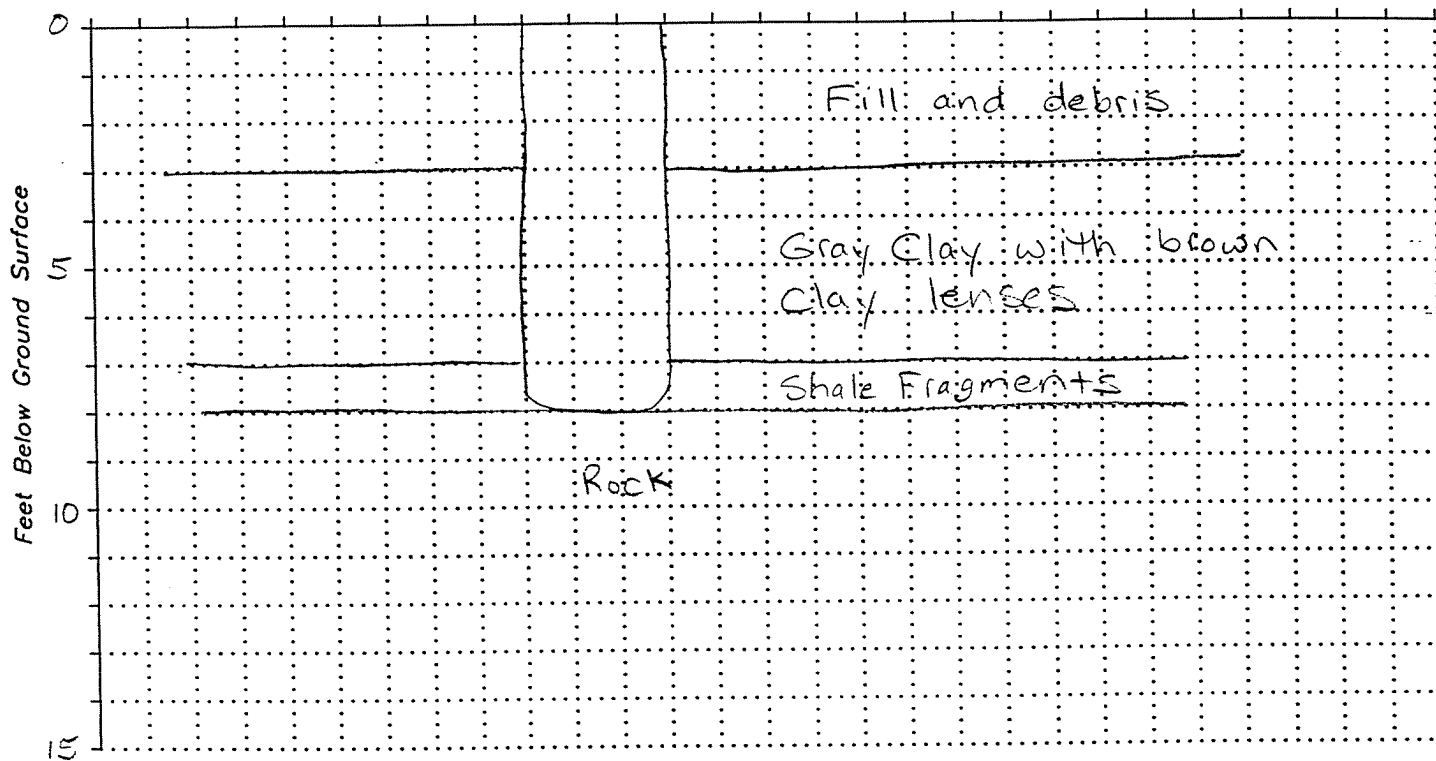 0
Fill and debris
Feet Below Ground Surface
5
Gray Clay with brown
Clay lenses
Shale Fragments
Rock
10
15